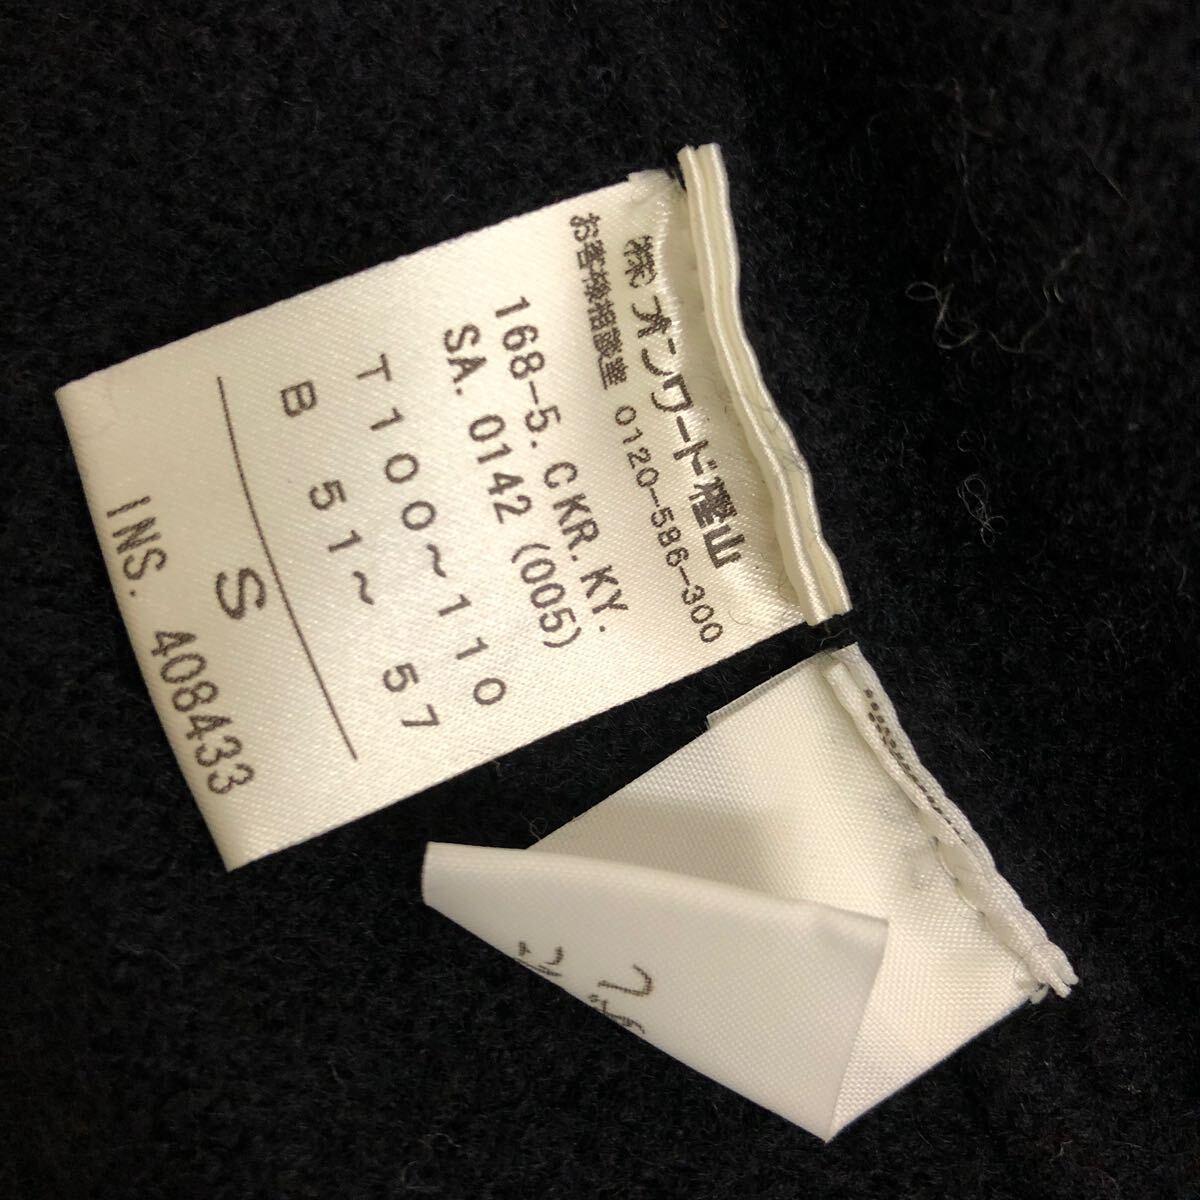 ㈱オンワード樫山
お客様相談室 0120-586-300
168-5. CKR. KY.
SA. 0142 (005)
T 100~110
B 51~ 57
S
INS. 408433